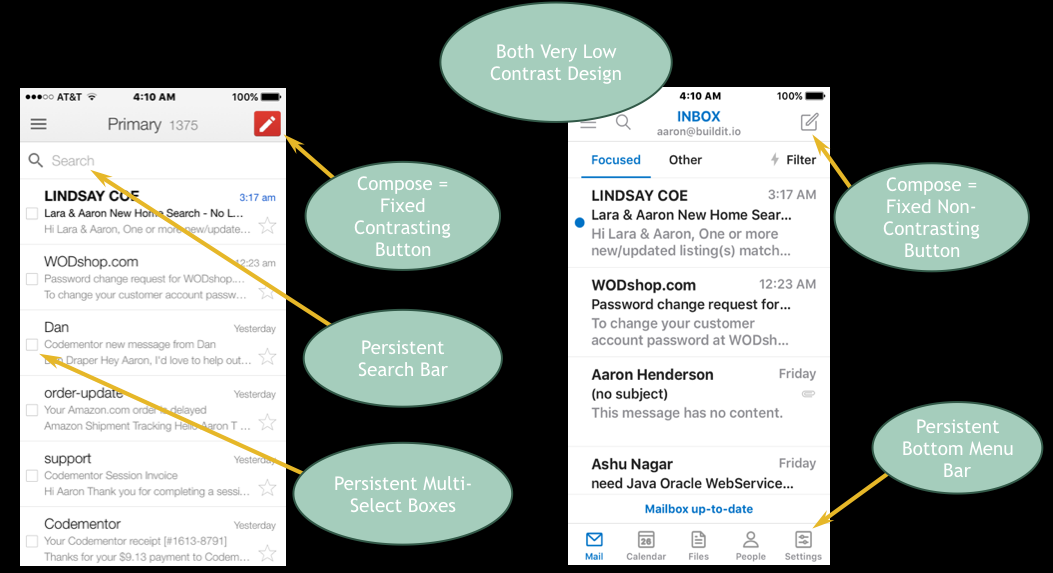 Both Very Low
Contrast Design
AT&T 4:10 AM 100%
Primary 1375
Search
LINDSAY COE 3:17 am
Lara & Aaron New Home Search - No L...
Hi Lara & Aaron, One or more new/update...
WODshop.com 12:23 am
Password change request for WODshop....
To change your customer account passw...
Dan Yesterday
Codementor new message from Dan
Draper Hey Aaron, I'd love to help out...
order-update Yesterday
Your Amazon.com order is delayed
Amazon Shipment Tracking Hello Aaron T ...
support Yesterday
Codementor Session Invoice
Hi Aaron Thank you for completing a sessi...
Codementor Yesterday
Your Codementor receipt [#1613-8791]
Thanks for your $9.13 payment to Codem...
Compose =
Fixed
Contrasting
Button
Persistent
Search Bar
Persistent Multi-
Select Boxes
4:10 AM 100%
INBOX
aaron@buildit.io
Focused Other Filter
LINDSAY COE 3:17 AM
Lara & Aaron New Home Sear...
Hi Lara & Aaron, One or more
new/updated listing(s) match...
WODshop.com 12:23 AM
Password change request for...
To change your customer
account password at WODsh...
Aaron Henderson Friday
(no subject)
This message has no content.
Ashu Nagar Friday
need Java Oracle WebService...
Mailbox up-to-date
26
Mail Calendar Files People Settings
Compose =
Fixed Non-
Contrasting
Button
Persistent
Bottom Menu
Bar